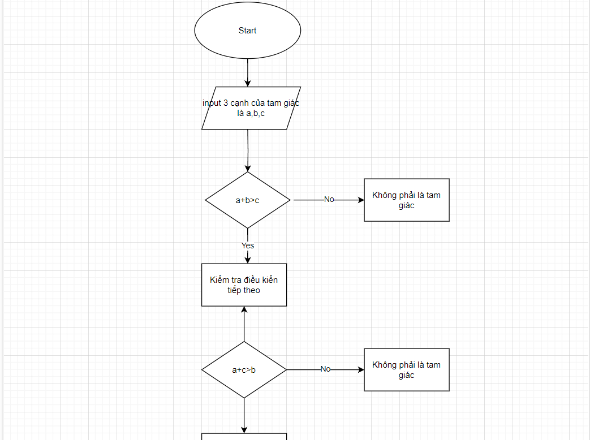 Start
input 3 cạnh của tam giác
là a,b,c
a+b>c
No
Không phải là tam
giác
Yes
Kiểm tra điều kiển
tiếp theo
a+c>b
No
Không phải là tam
giác